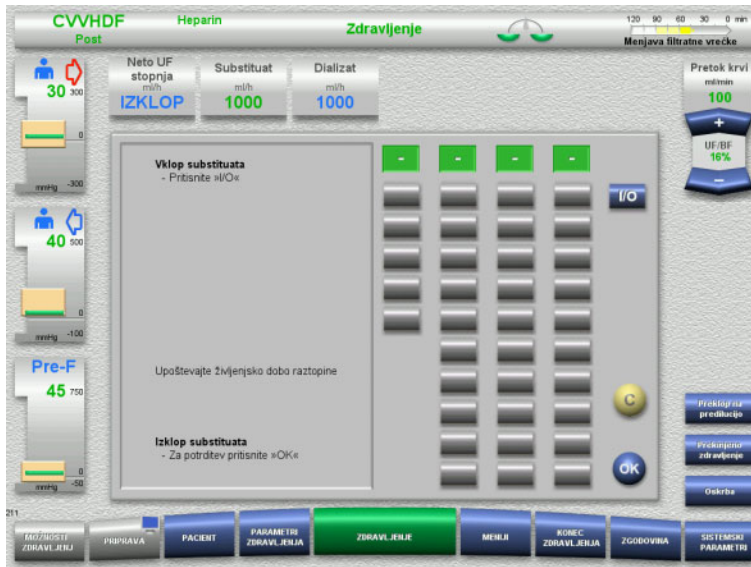 CVVHDF
Post
Heparin
Zdravljenje
120 90 60 30 0 min
Menjava filtratne vrečke
30 300
0
mmHg -300
40 500
0
mmHg -100
Pre-F
45 750
0
mmHg -50
Neto UF
stopnja
ml/h
IZKLOP
Substituat
ml/h
1000
Dializat
ml/h
1000
Pretok krvi
ml/min
100
+
UF/BF
16%
−
Vklop substituata
- Pritisnite »I/O«
Upoštevajte življenjsko dobo raztopine
Izklop substituata
- Za potrditev pritisnite »OK«
- - - -
I/O
C
OK
Preklop na
predilucijo
Prekinjeno
zdravljenje
Oskrba
211
MOŽNOSTI
ZDRAVLJENJ
PRIPRAVA
PACIENT
PARAMETRI
ZDRAVLJENJA
ZDRAVLJENJE
MENIJI
KONEC
ZDRAVLJENJA
ZGODOVINA
SISTEMSKI
PARAMETRI